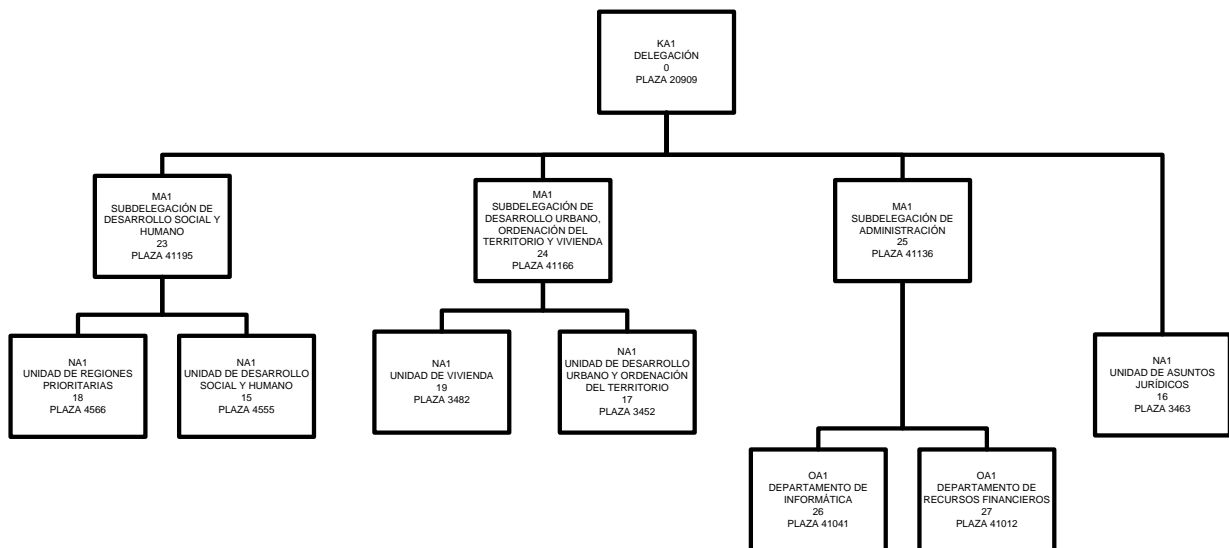 KA1
DELEGACIÓN
0
PLAZA 20909
MA1
SUBDELEGACIÓN DE
DESARROLLO SOCIAL Y
HUMANO
23
PLAZA 41195
MA1
SUBDELEGACIÓN DE
DESARROLLO URBANO,
ORDENACIÓN DEL
TERRITORIO Y VIVIENDA
24
PLAZA 41166
MA1
SUBDELEGACIÓN DE
ADMINISTRACIÓN
25
PLAZA 41136
NA1
UNIDAD DE REGIONES
PRIORITARIAS
18
PLAZA 4566
NA1
UNIDAD DE DESARROLLO
SOCIAL Y HUMANO
15
PLAZA 4555
NA1
UNIDAD DE VIVIENDA
19
PLAZA 3482
NA1
UNIDAD DE DESARROLLO
URBANO Y ORDENACIÓN
DEL TERRITORIO
17
PLAZA 3452
NA1
UNIDAD DE ASUNTOS
JURÍDICOS
16
PLAZA 3463
OA1
DEPARTAMENTO DE
INFORMÁTICA
26
PLAZA 41041
OA1
DEPARTAMENTO DE
RECURSOS FINANCIEROS
27
PLAZA 41012